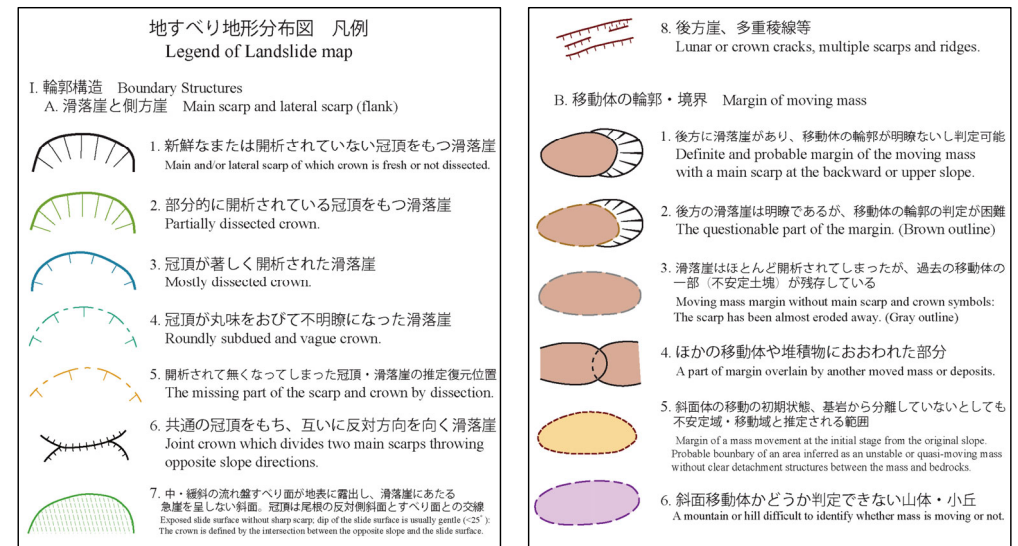 地すべり地形分布図　凡例
Legend of Landslide map
I. 輪郭構造　Boundary Structures
A. 滑落崖と側方崖　Main scarp and lateral scarp (flank)
1. 新鮮なまたは開析されていない冠頂をもつ滑落崖
Main and/or lateral scarp of which crown is fresh or not dissected.
2. 部分的に開析されている冠頂をもつ滑落崖
Partially dissected crown.
3. 冠頂が著しく開析された滑落崖
Mostly dissected crown.
4. 冠頂が丸味をおびて不明瞭になった滑落崖
Roundly subdued and vague crown.
5. 開析されて無くなってしまった冠頂・滑落崖の推定復元位置
The missing part of the scarp and crown by dissection.
6. 共通の冠頂をもち、互いに反対方向を向く滑落崖
Joint crown which divides two main scarps throwing
opposite slope directions.
7. 中・緩斜の流れ盤すべり面が地表に露出し、滑落崖にあたる
急崖を呈しない斜面。冠頂は尾根の反対側斜面とすべり面との交線
Exposed slide surface without sharp scarp; dip of the slide surface is usually gentle (<25°):
The crown is defined by the intersection between the opposite slope and the slide surface.
8. 後方崖、多重稜線等
Lunar or crown cracks, multiple scarps and ridges.
B. 移動体の輪郭・境界　Margin of moving mass
1. 後方に滑落崖があり、移動体の輪郭が明瞭ないし判定可能
Definite and probable margin of the moving mass
with a main scarp at the backward or upper slope.
2. 後方の滑落崖は明瞭であるが、移動体の輪郭の判定が困難
The questionable part of the margin. (Brown outline)
3. 滑落崖はほとんど開析されてしまったが、過去の移動体の
一部（不安定土塊）が残存している
Moving mass margin without main scarp and crown symbols:
The scarp has been almost eroded away. (Gray outline)
4. ほかの移動体や堆積物におおわれた部分
A part of margin overlain by another moved mass or deposits.
5. 斜面体の移動の初期状態、基岩から分離していないとしても
不安定域・移動域と推定される範囲
Margin of a mass movement at the initial stage from the original slope.
Probable bounbary of an area inferred as an unstable or quasi-moving mass
without clear detachment structures between the mass and bedrocks.
6. 斜面移動体かどうか判定できない山体・小丘
A mountain or hill difficult to identify whether mass is moving or not.